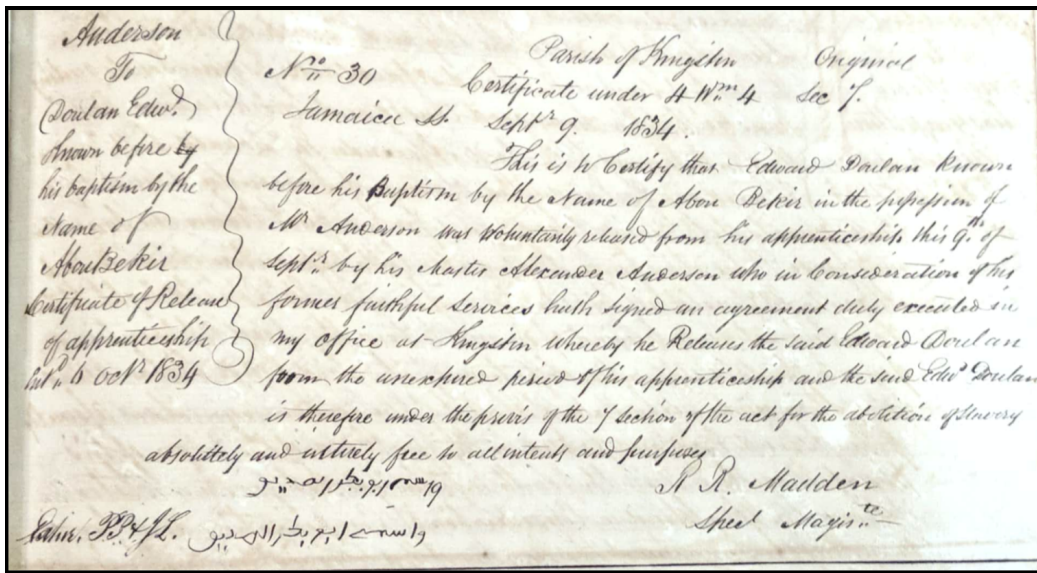 Anderson
To
Doulan Edwd.
known before by
his baptism by the
Name of
Abou Bekir
Certificate of Release
of apprenticeship
Entd. 6 Octr 1834
No 30 Parish of Kingston Original
Certificate under 4 Wm 4 Sec 7.
Jamaica St Septr 9. 1834.
This is to Certify that Edward Doulan known
before his Baptism by the Name of Abou Bekir in the possession of
Mr Anderson was Voluntarily released from his apprenticeship this 9th of
Septr. by his Master Alexander Anderson who in Consideration of his
former faithful Services hath signed an agreement duly executed in
my Office at Kingston whereby he Releases the said Edward Doulan
from the unexpired period of his apprenticeship and the said Edwd Doulan
is therefore under the provis of the 7 Section of the act for the abolition of Slavery
absolutely and entirely free to all intents and purposes
R R. Madden
Specl Magiste
واسمه ابو بكر الصديق